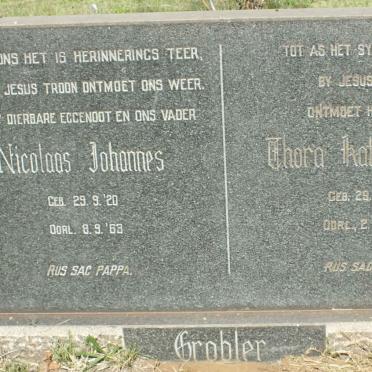 ONS HET IS HERINNERINGS TEER,
JESUS TROON ONTMOET ONS WEER.
DIERBARE EGGENOOT EN ONS VADER
Nicolaas Johannes
GEB. 29. 9. '20
OORL. 8. 9. '63
RUS SAG PAPPA.
TOT AS HET
BY JESUS
ONTMOET
Thora
GEB. 29.
OORL. 2.
RUS SAG
Grobler